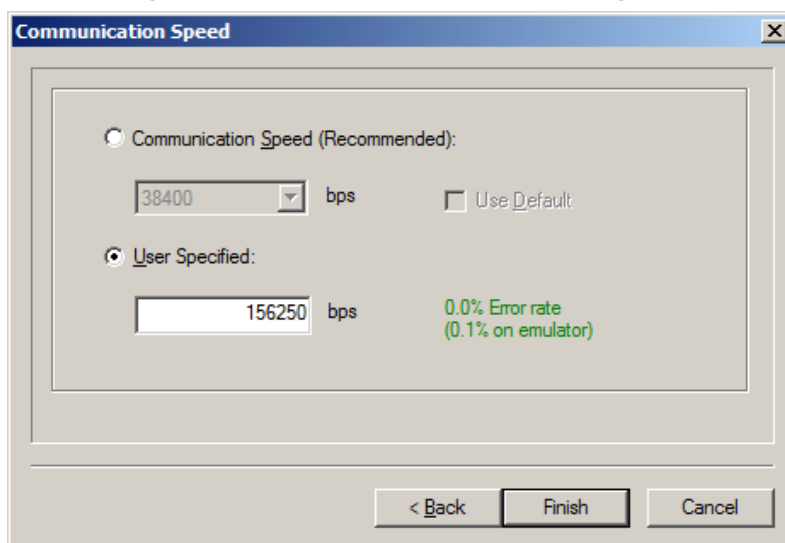 Communication Speed
Communication Speed (Recommended):
38400 bps Use Default
User Specified:
156250 bps 0.0% Error rate
(0.1% on emulator)
< Back Finish Cancel